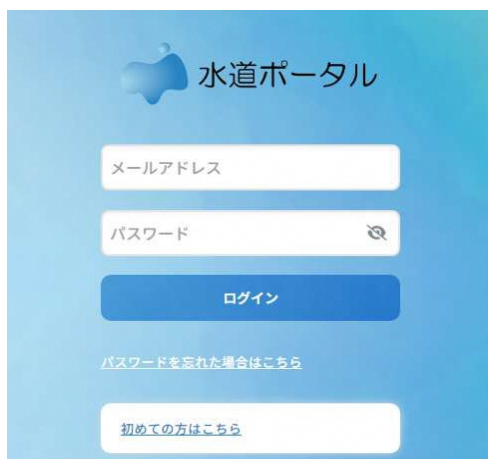 水道ポータル
メールアドレス
パスワード
ログイン
パスワードを忘れた場合はこちら
初めての方はこちら